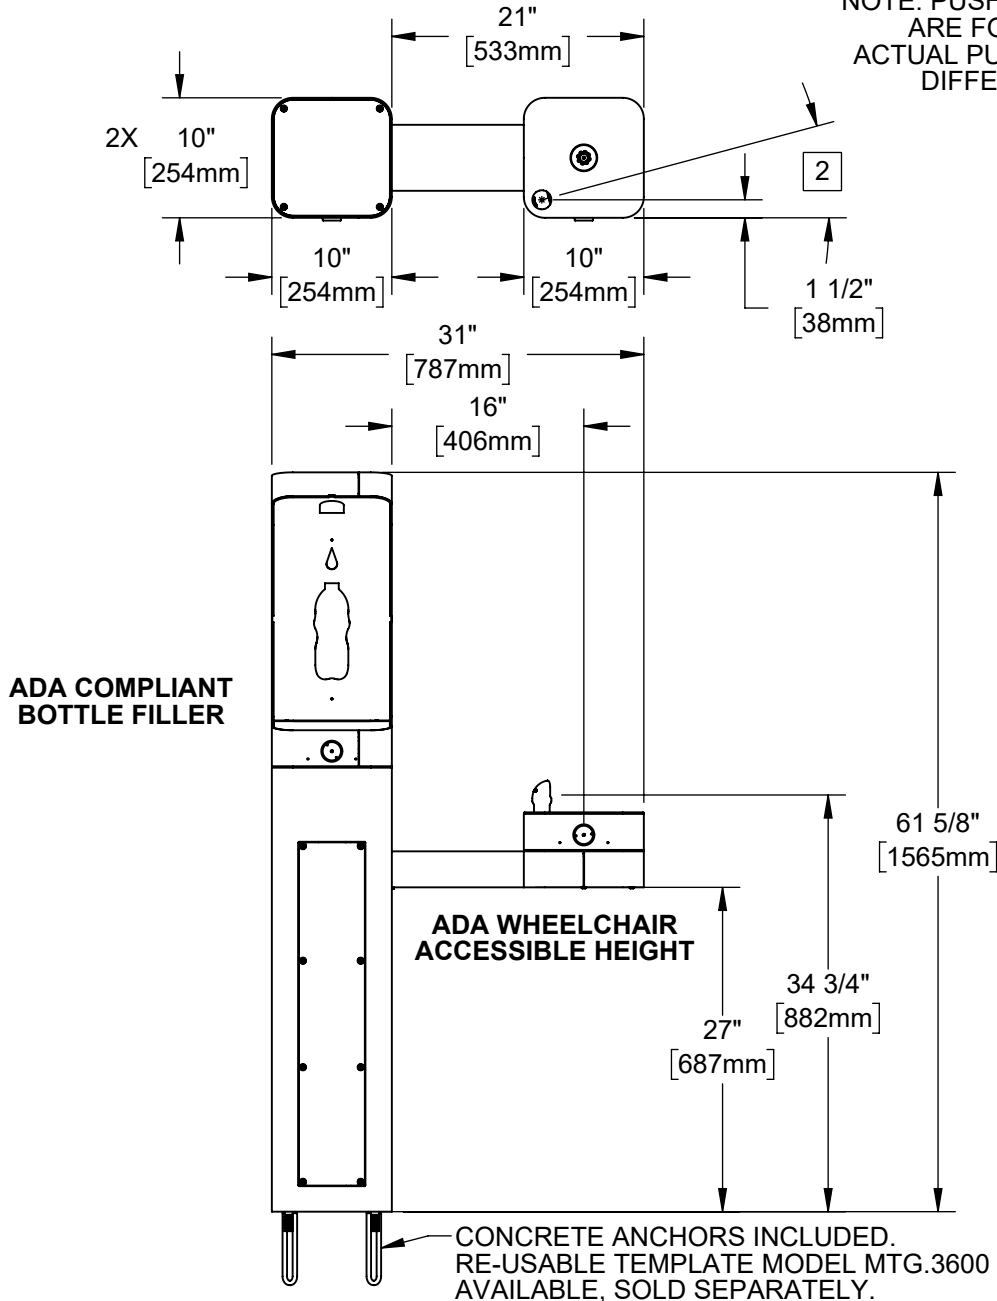 NOTE: PUSH
ARE FO
ACTUAL PU
DIFFE
21"
[533mm]
2X 10"
[254mm]
2
10"
[254mm]
10"
[254mm]
1 1/2"
[38mm]
31"
[787mm]
16"
[406mm]
ADA COMPLIANT
BOTTLE FILLER
61 5/8"
[1565mm]
ADA WHEELCHAIR
ACCESSIBLE HEIGHT
34 3/4"
[882mm]
27"
[687mm]
CONCRETE ANCHORS INCLUDED.
RE-USABLE TEMPLATE MODEL MTG.3600
AVAILABLE, SOLD SEPARATELY.